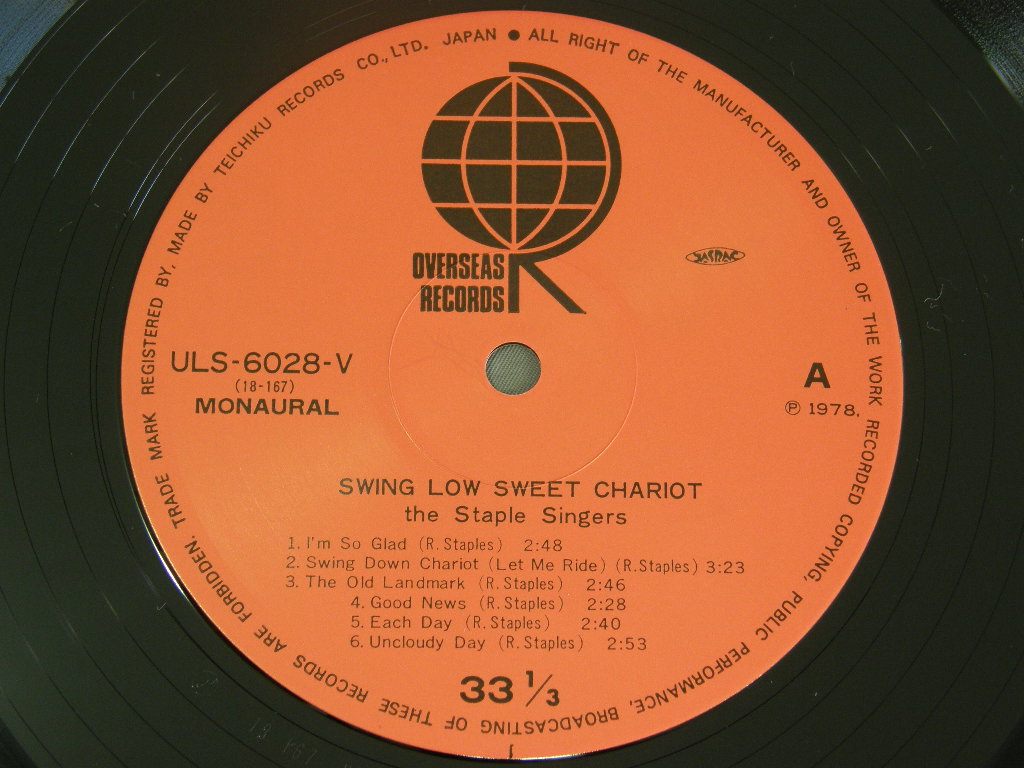 TRADE MARK REGISTERED BY, MADE BY TEICHIKU RECORDS CO., LTD. JAPAN ● ALL RIGHT OF THE MANUFACTURER AND OWNER OF THE WORK RECORDED COPYING, PUBLIC PERFORMANCE, BROADCASTING OF THESE RECORDS ARE FORBIDDEN.
R
OVERSEAS
RECORDS
JASRAC
ULS-6028-V
(18-167)
MONAURAL
A
℗ 1978.
SWING LOW SWEET CHARIOT
the Staple Singers
1. I'm So Glad (R. Staples) 2:48
2. Swing Down Chariot (Let Me Ride) (R. Staples) 3:23
3. The Old Landmark (R. Staples) 2:46
4. Good News (R. Staples) 2:28
5. Each Day (R. Staples) 2:40
6. Uncloudy Day (R. Staples) 2:53
33 1/3